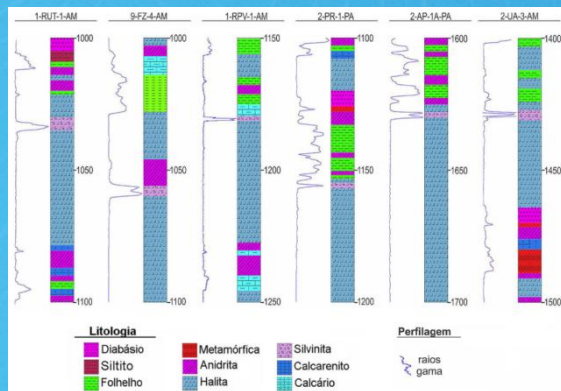 1-RUT-1-AM
9-FZ-4-AM
1-RPV-1-AM
2-PR-1-PA
2-AP-1A-PA
2-UA-3-AM
1000
1000
1100
1100
1600
1400
1050
1050
1200
1150
1650
1450
1100
1100
1250
1200
1700
1500
Litologia
Diabásio
Siltito
Folhelho
Metamórfica
Anidrita
Halita
Silvinita
Calcarenito
Calcário
Perfilagem
raios
gama